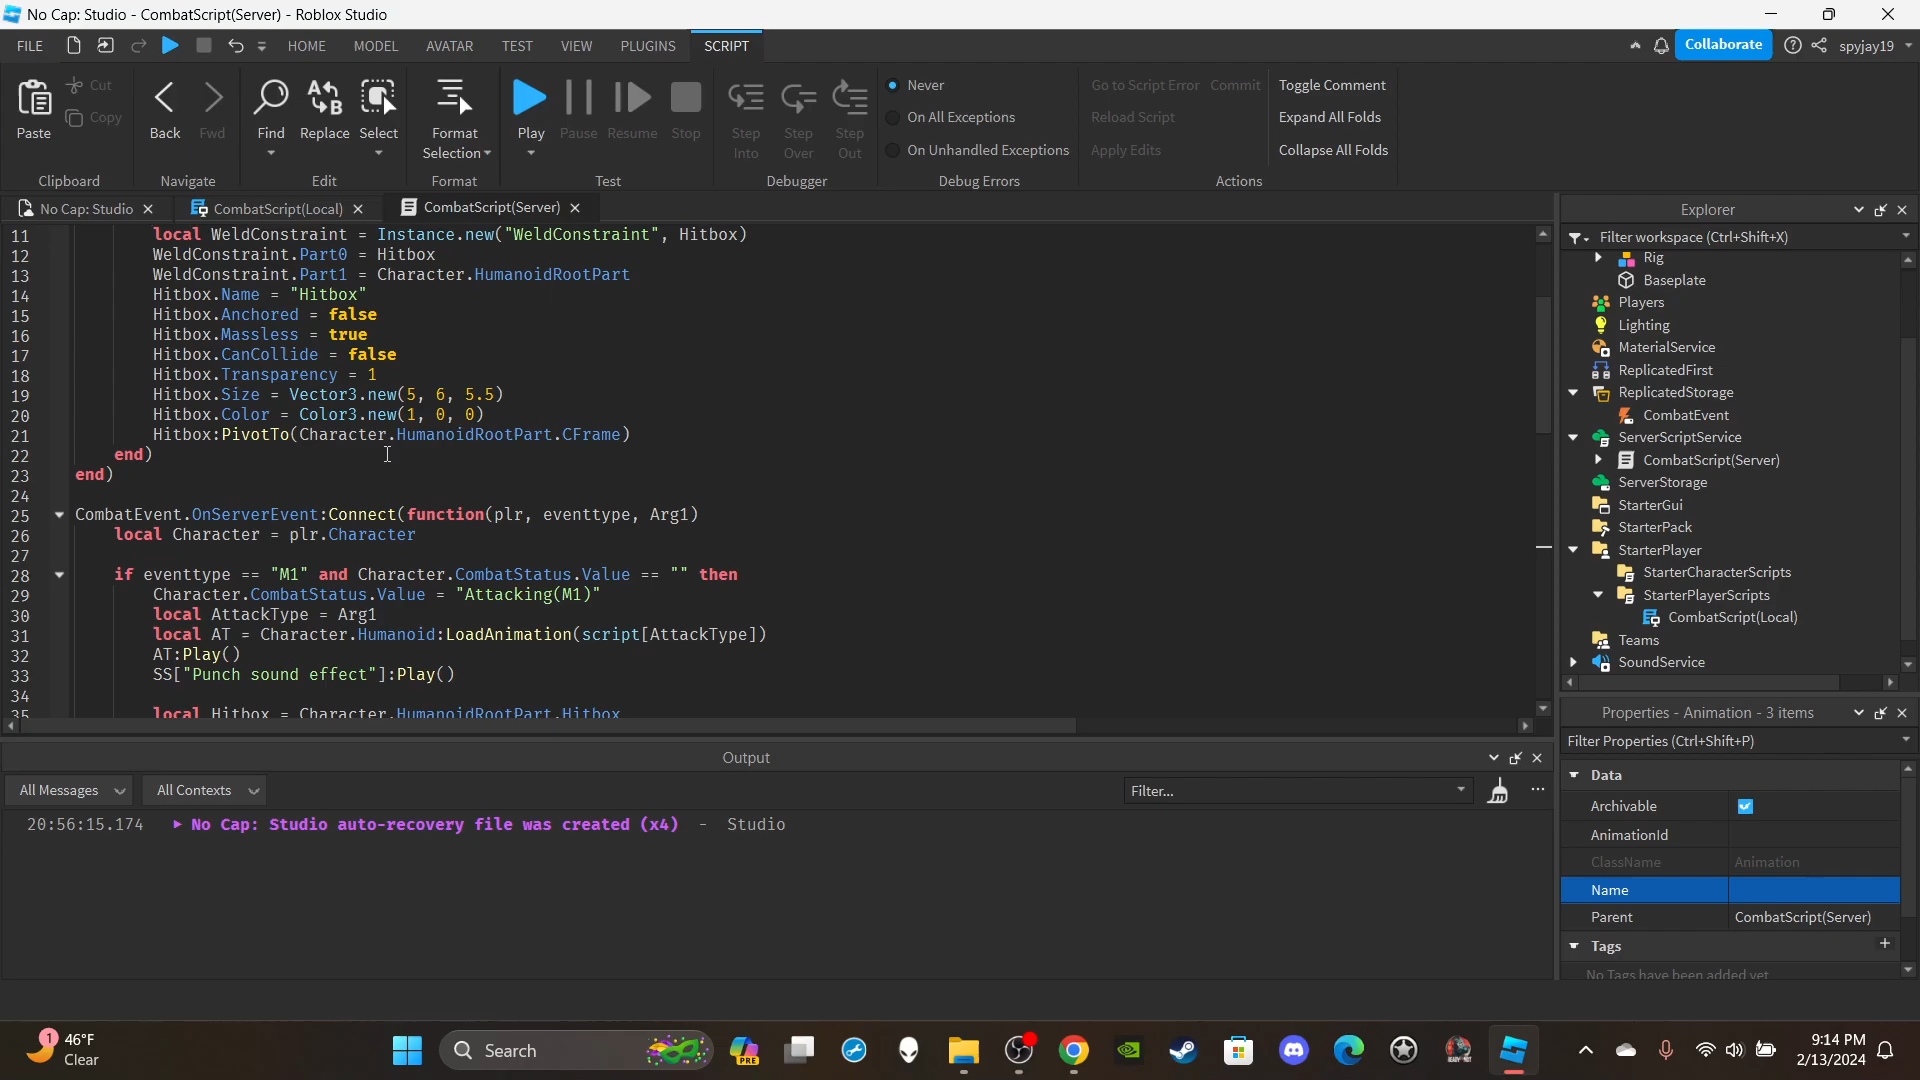 No Cap: Studio - CombatScript(Server) - Roblox Studio
FILE HOME MODEL AVATAR TEST VIEW PLUGINS SCRIPT Collaborate spyjay19
Paste Cut Copy
Back Fwd
Find Replace Select
Format Selection
Play Pause Resume Stop
Step Into Step Over Step Out
Never
On All Exceptions
On Unhandled Exceptions
Go to Script Error Commit
Reload Script
Apply Edits
Toggle Comment
Expand All Folds
Collapse All Folds
Clipboard Navigate Edit Format Test Debugger Debug Errors Actions
No Cap: Studio CombatScript(Local) CombatScript(Server)
11 local WeldConstraint = Instance.new("WeldConstraint", Hitbox)
12 WeldConstraint.Part0 = Hitbox
13 WeldConstraint.Part1 = Character.HumanoidRootPart
14 Hitbox.Name = "Hitbox"
15 Hitbox.Anchored = false
16 Hitbox.Massless = true
17 Hitbox.CanCollide = false
18 Hitbox.Transparency = 1
19 Hitbox.Size = Vector3.new(5, 6, 5.5)
20 Hitbox.Color = Color3.new(1, 0, 0)
21 Hitbox:PivotTo(Character.HumanoidRootPart.CFrame)
22 end)
23 end)
24
25 CombatEvent.OnServerEvent:Connect(function(plr, eventtype, Arg1)
26 local Character = plr.Character
27
28 if eventtype == "M1" and Character.CombatStatus.Value == "" then
29 Character.CombatStatus.Value = "Attacking(M1)"
30 local AttackType = Arg1
31 local AT = Character.Humanoid:LoadAnimation(script[AttackType])
32 AT:Play()
33 SS["Punch sound effect"]:Play()
34
35 local Hitbox = Character.HumanoidRootPart.Hitbox
Explorer
Filter workspace (Ctrl+Shift+X)
Rig
Baseplate
Players
Lighting
MaterialService
ReplicatedFirst
ReplicatedStorage
CombatEvent
ServerScriptService
CombatScript(Server)
ServerStorage
StarterGui
StarterPack
StarterPlayer
StarterCharacterScripts
StarterPlayerScripts
CombatScript(Local)
Teams
SoundService
Properties - Animation - 3 items
Filter Properties (Ctrl+Shift+P)
Data
Archivable
AnimationId
ClassName Animation
Name
Parent CombatScript(Server)
Tags +
No Tags have been added yet
Output
All Messages All Contexts Filter...
20:56:15.174 No Cap: Studio auto-recovery file was created (x4) - Studio
1 46°F
Clear
Search
PRE
9:14 PM
2/13/2024